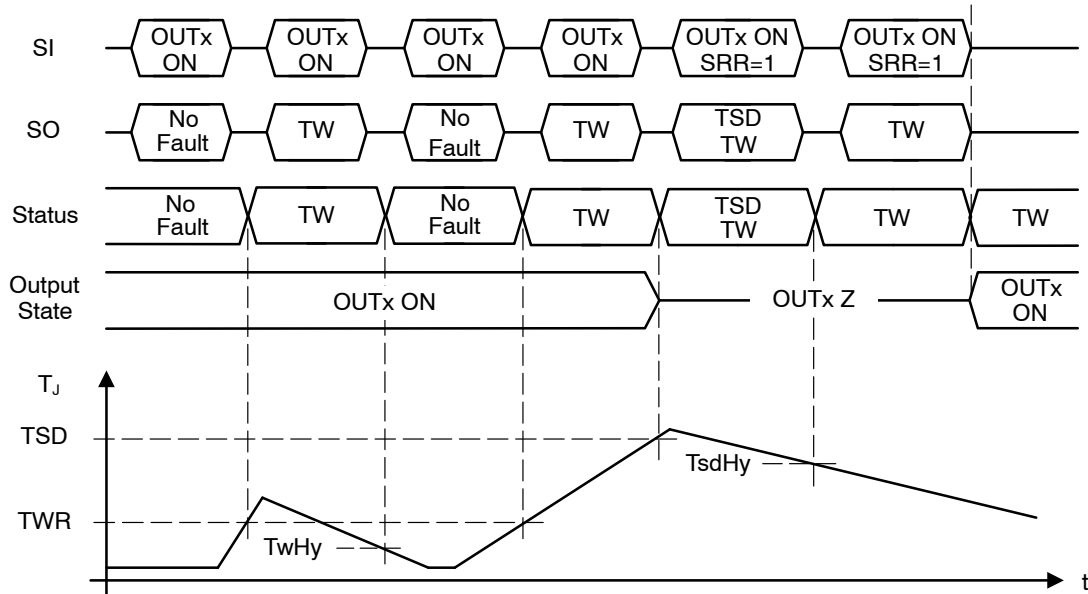 SI
OUTx
ON
OUTx
ON
OUTx
ON
OUTx
ON
OUTx ON
SRR=1
OUTx ON
SRR=1
SO
No
Fault
TW
No
Fault
TW
TSD
TW
TW
Status
No
Fault
TW
No
Fault
TW
TSD
TW
TW
TW
Output
State
OUTx ON
OUTx Z
OUTx
ON
TJ
TSD
TsdHy
TWR
TwHy
t